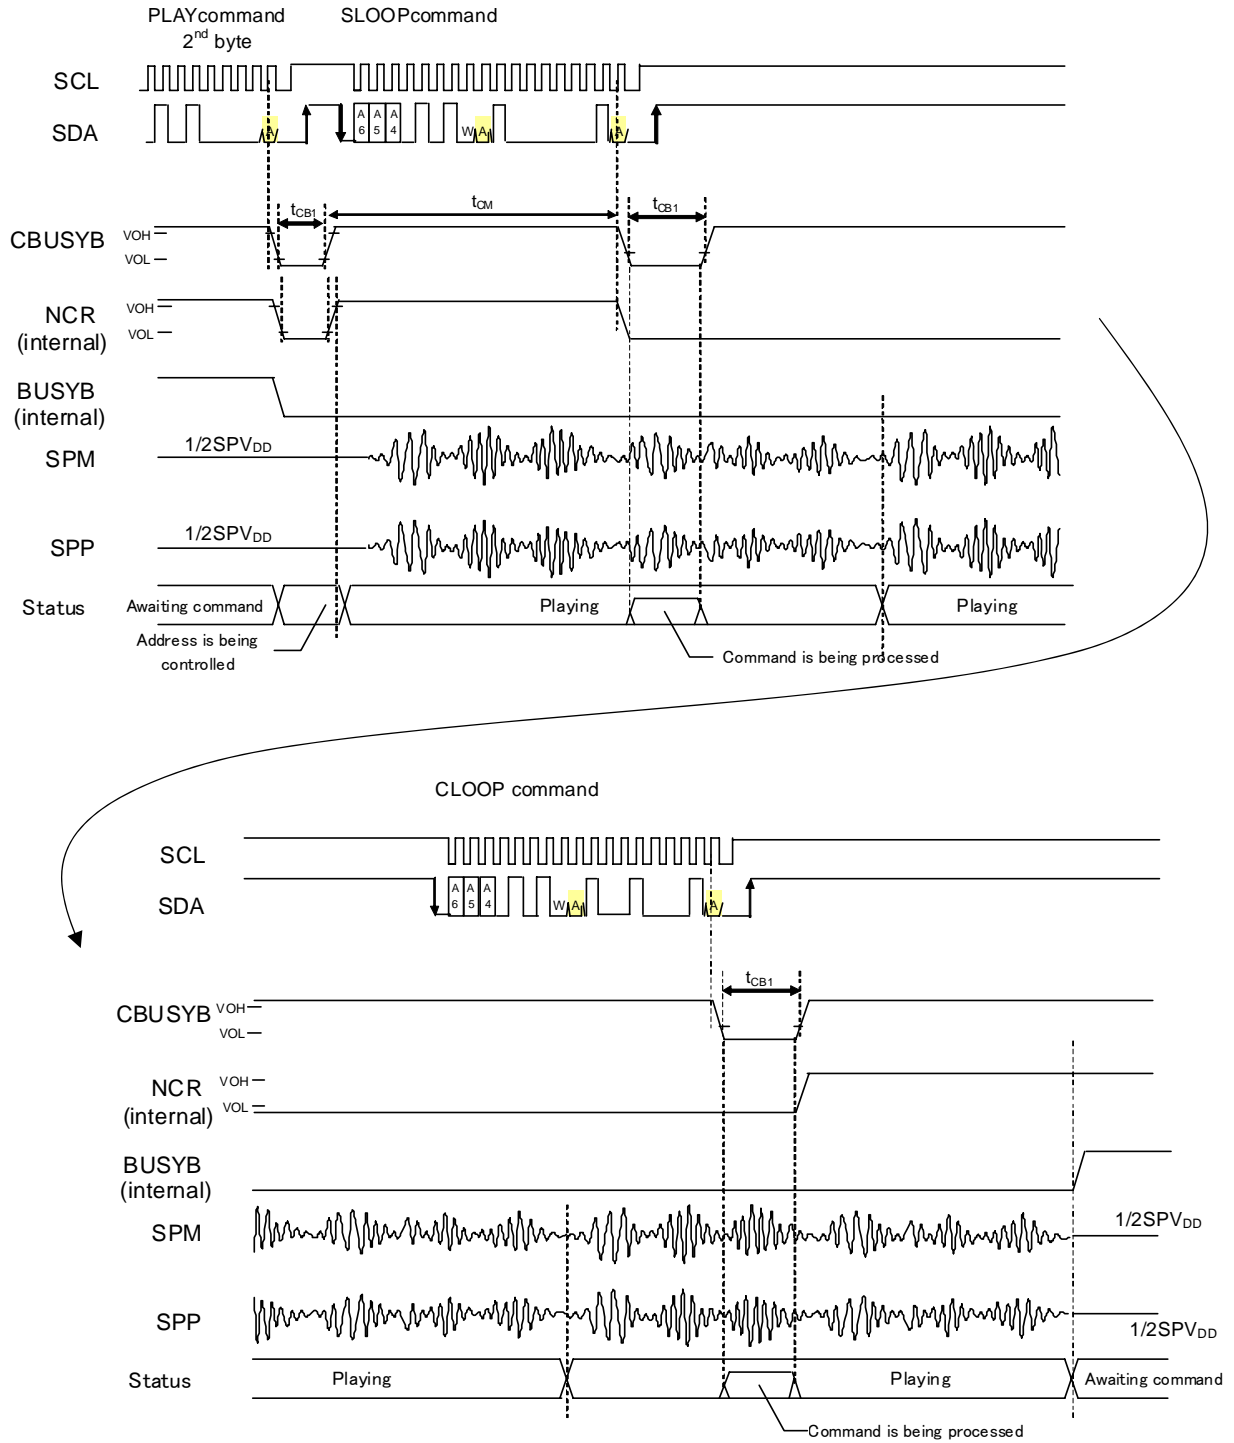 PLAYcommand
2nd byte
SLOOPcommand
SCL
SDA
A
A A A
6 5 4
W A
A
tCB1
tCM
tCB1
CBUSYB
VOH
VOL
NCR
(internal)
VOH
VOL
BUSYB
(internal)
SPM
1/2SPVDD
SPP
1/2SPVDD
Status
Awaiting command
Playing
Playing
Address is being
controlled
Command is being processed
CLOOP command
SCL
SDA
A A A
6 5 4
W A
A
tCB1
CBUSYB
VOH
VOL
NCR
(internal)
VOH
VOL
BUSYB
(internal)
SPM
1/2SPVDD
SPP
1/2SPVDD
Status
Playing
Playing
Awaiting command
Command is being processed